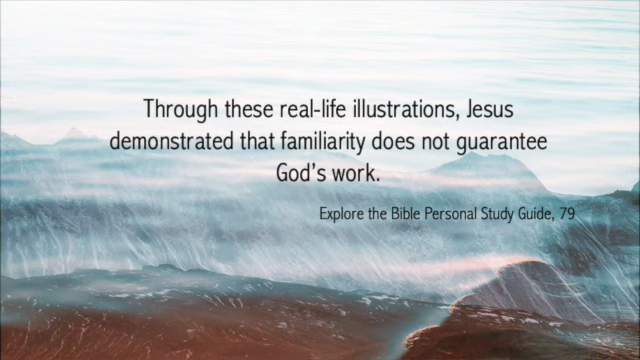 Through these real-life illustrations, Jesus
demonstrated that familiarity does not guarantee
God's work.
Explore the Bible Personal Study Guide, 79